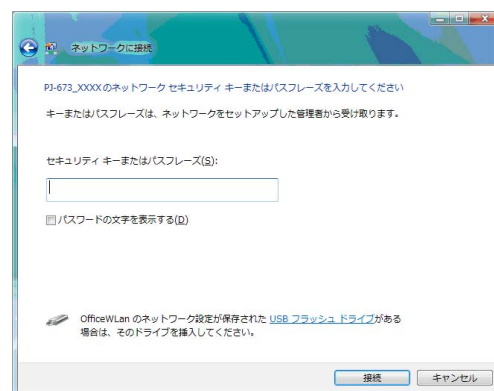 ネットワークに接続
PJ-673_XXXXのネットワーク セキュリティ キーまたはパスフレーズを入力してください
キーまたはパスフレーズは、ネットワークをセットアップした管理者から受け取ります。
セキュリティ キーまたはパスフレーズ(S):
パスワードの文字を表示する(D)
OfficeWLan のネットワーク設定が保存された USB フラッシュ ドライブがある
場合は、そのドライブを挿入してください。
接続 キャンセル